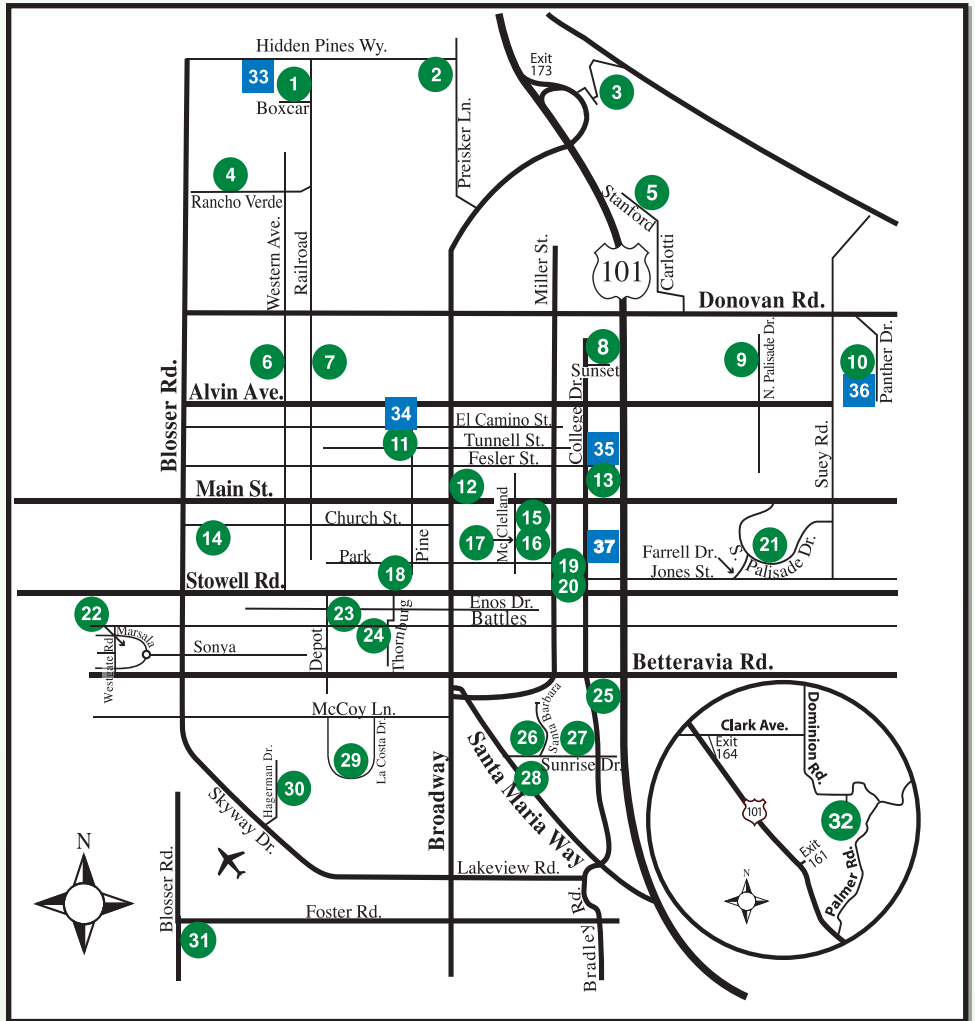 Hidden Pines Wy.
33
1
2
Exit
173
3
Boxcar
Preisker Ln.
4
Rancho Verde
5
Stanford
Western Ave.
Railroad
Miller St.
101
Carlotti
Donovan Rd.
6
7
8
Sunset
9
N. Palisade Dr.
10
36
Panther Dr.
Blosser Rd.
Alvin Ave.
34
El Camino St.
College Dr.
11
Tunnell St.
Fesler St.
35
Suey Rd.
12
13
Main St.
McClelland
15
Church St.
14
17
16
37
Pine
Park
18
19
20
Farrell Dr.
Jones St.
S. Palisade Dr.
21
Stowell Rd.
22
23
Enos Dr.
Battles
24
Thornburg
Marsala
Westgate Rd.
Sonya
Depot
Betteravia Rd.
25
McCoy Ln.
Santa Barbara
26
27
Sunrise Dr.
28
29
La Costa Dr.
30
Hagerman Dr.
Skyway Dr.
Broadway
Santa Maria Way
Lakeview Rd.
N
Blosser Rd.
Foster Rd.
31
Bradley Rd.
Clark Ave.
Exit
164
Dominion Rd.
101
32
Exit
161
Palmer Rd.
N